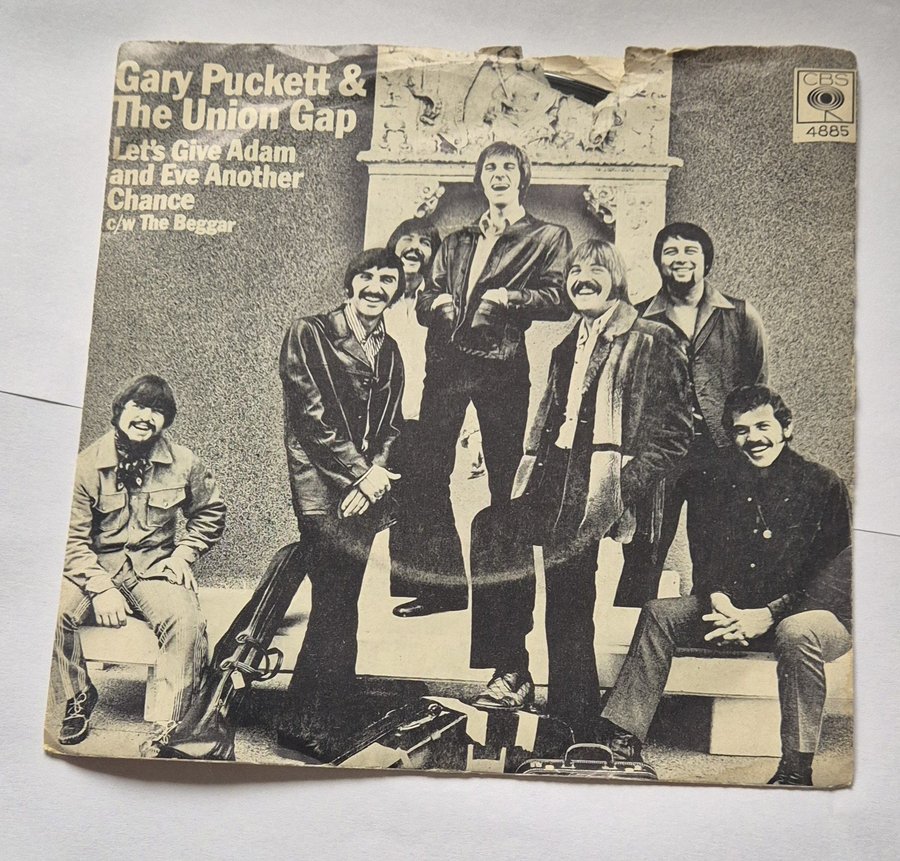 Gary Puckett &
The Union Gap
Let's Give Adam
and Eve Another
Chance
c/w The Beggar
CBS
4885